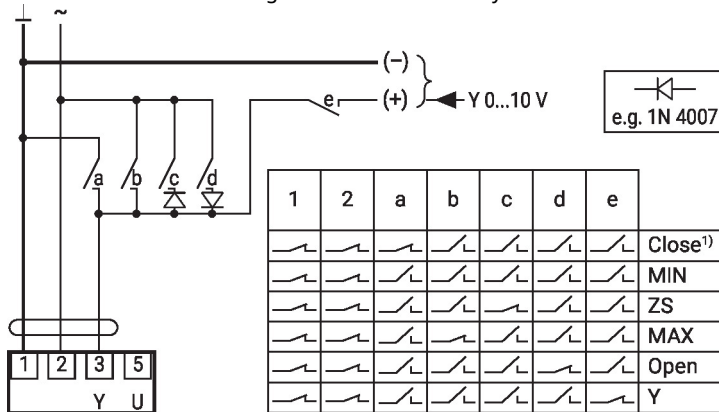 ⊥ ~
(–)
e (+) Y 0...10 V
e.g. 1N 4007
a b c d
1 2 a b c d e
Close¹⁾
MIN
ZS
MAX
Open
Y
1 2 3 5
Y U